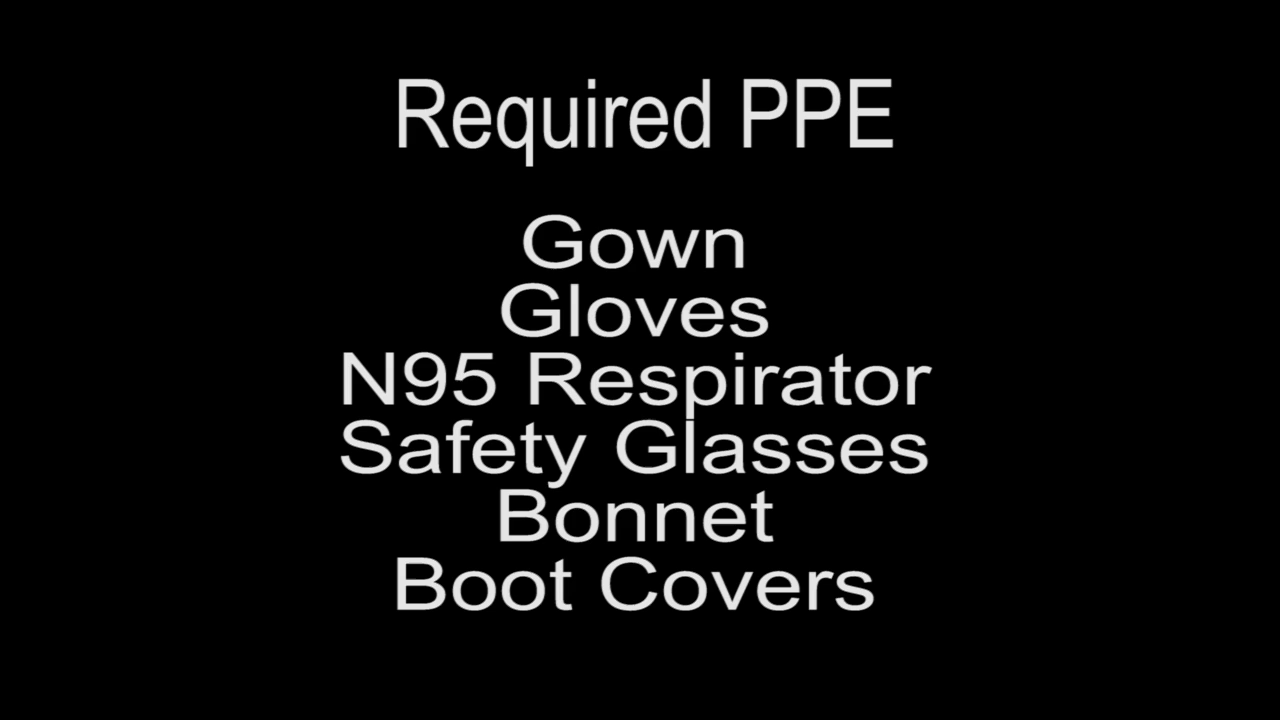 Required PPE
Gown
Gloves
N95 Respirator
Safety Glasses
Bonnet
Boot Covers